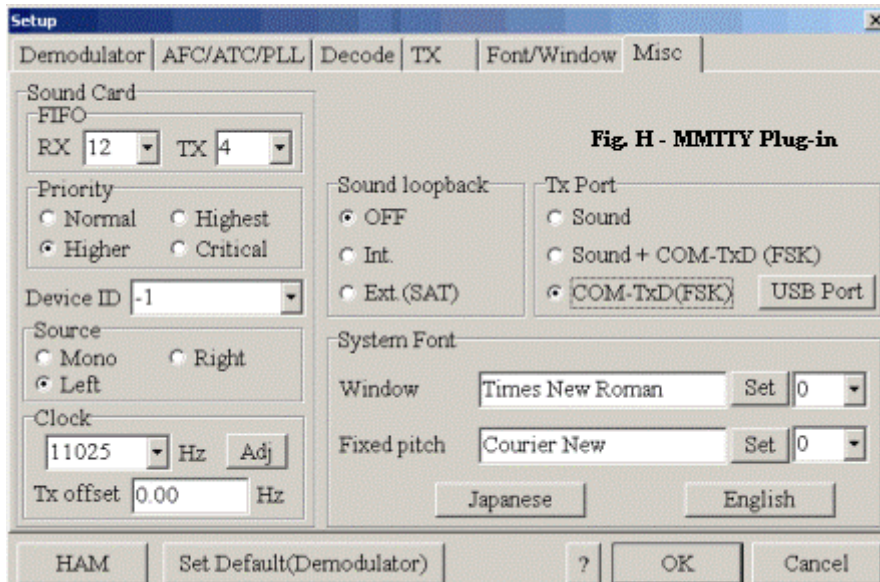 Setup
Demodulator AFC/ATC/PLL Decode TX Font/Window Misc
Sound Card
FIFO
RX 12 TX 4
Fig. H - MMTTY Plug-in
Priority
Normal Highest
Higher Critical
Sound loopback
OFF
Int.
Ext.(SAT)
Tx Port
Sound
Sound + COM-TxD (FSK)
COM-TxD(FSK) USB Port
Device ID -1
Source
Mono Right
Left
System Font
Window Times New Roman Set 0
Fixed pitch Courier New Set 0
Japanese English
Clock
11025 Hz Adj
Tx offset 0.00 Hz
HAM Set Default(Demodulator) ? OK Cancel